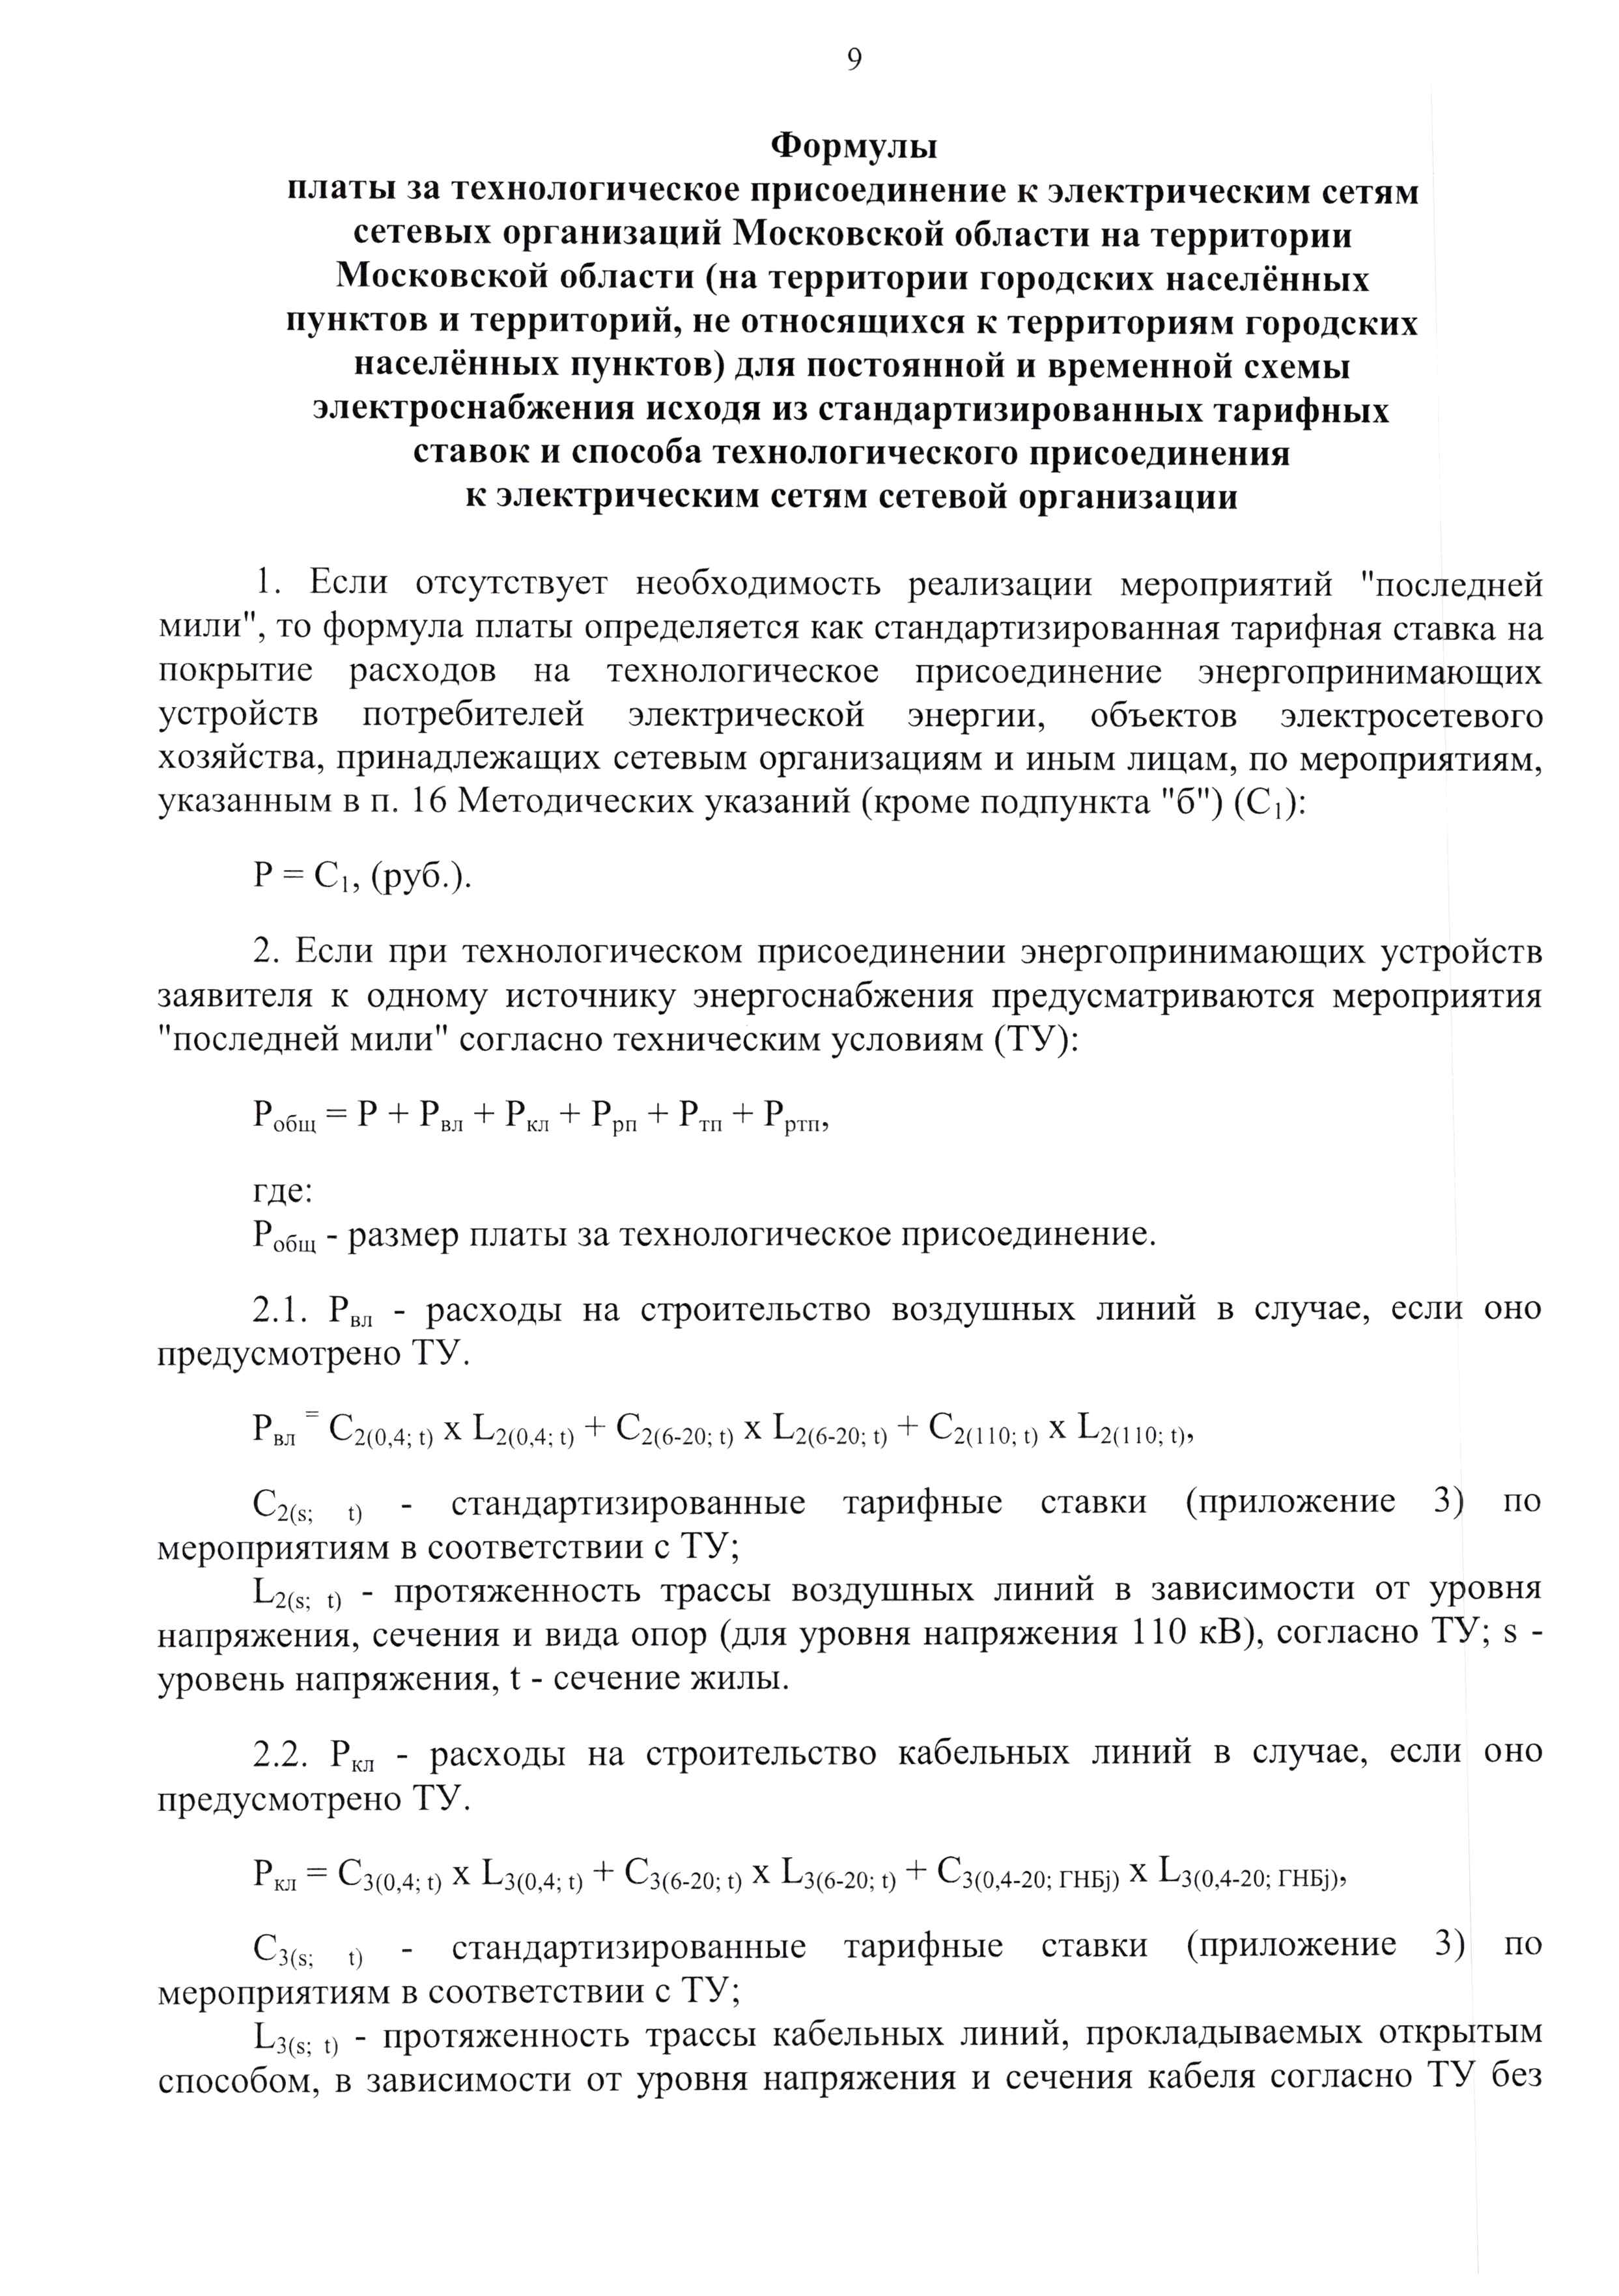 9
Формулы
платы за технологическое присоединение к электрическим сетям
сетевых организаций Московской области на территории
Московской области (на территории городских населённых
пунктов и территорий, не относящихся к территориям городских
населённых пунктов) для постоянной и временной схемы
электроснабжения исходя из стандартизированных тарифных
ставок и способа технологического присоединения
к электрическим сетям сетевой организации
1. Если отсутствует необходимость реализации мероприятий "последней
мили", то формула платы определяется как стандартизированная тарифная ставка на
покрытие расходов на технологическое присоединение энергопринимающих
устройств потребителей электрической энергии, объектов электросетевого
хозяйства, принадлежащих сетевым организациям и иным лицам, по мероприятиям,
указанным в п. 16 Методических указаний (кроме подпункта "б") (С₁):
Р = С₁, (руб.).
2. Если при технологическом присоединении энергопринимающих устройств
заявителя к одному источнику энергоснабжения предусматриваются мероприятия
"последней мили" согласно техническим условиям (ТУ):
Робщ = Р + Рвл + Ркл + Ррп + Ртп + Рртп,
где:
Робщ - размер платы за технологическое присоединение.
2.1. Рвл - расходы на строительство воздушных линий в случае, если оно
предусмотрено ТУ.
Рвл = С2(0,4; t) х L2(0,4; t) + С2(6-20; t) х L2(6-20; t) + С2(110; t) х L2(110; t),
С2(s; t) - стандартизированные тарифные ставки (приложение 3) по
мероприятиям в соответствии с ТУ;
L2(s; t) - протяженность трассы воздушных линий в зависимости от уровня
напряжения, сечения и вида опор (для уровня напряжения 110 кВ), согласно ТУ; s -
уровень напряжения, t - сечение жилы.
2.2. Ркл - расходы на строительство кабельных линий в случае, если оно
предусмотрено ТУ.
Ркл = С3(0,4; t) х L3(0,4; t) + С3(6-20; t) х L3(6-20; t) + С3(0,4-20; ГНБj) х L3(0,4-20; ГНБj),
С3(s; t) - стандартизированные тарифные ставки (приложение 3) по
мероприятиям в соответствии с ТУ;
L3(s; t) - протяженность трассы кабельных линий, прокладываемых открытым
способом, в зависимости от уровня напряжения и сечения кабеля согласно ТУ без